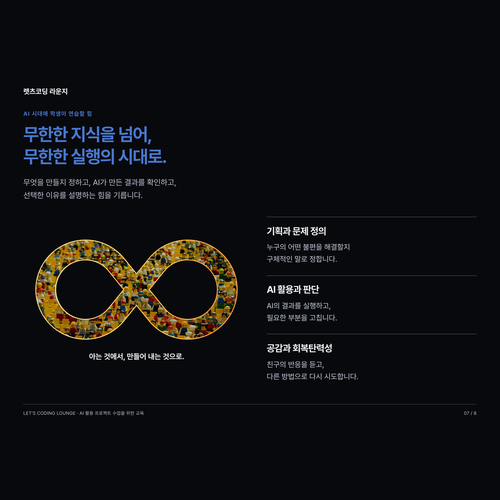 렛츠코딩 라운지
AI 시대에 학생이 연습할 힘
무한한 지식을 넘어,
무한한 실행의 시대로.
무엇을 만들지 정하고, AI가 만든 결과를 확인하고,
선택한 이유를 설명하는 힘을 기릅니다.
아는 것에서, 만들어 내는 것으로.
기획과 문제 정의
누구의 어떤 불편을 해결할지
구체적인 말로 정합니다.
AI 활용과 판단
AI의 결과를 실행하고,
필요한 부분을 고칩니다.
공감과 회복탄력성
친구의 반응을 듣고,
다른 방법으로 다시 시도합니다.
LET'S CODING LOUNGE · AI 활용 프로젝트 수업을 위한 교육
07 / 8